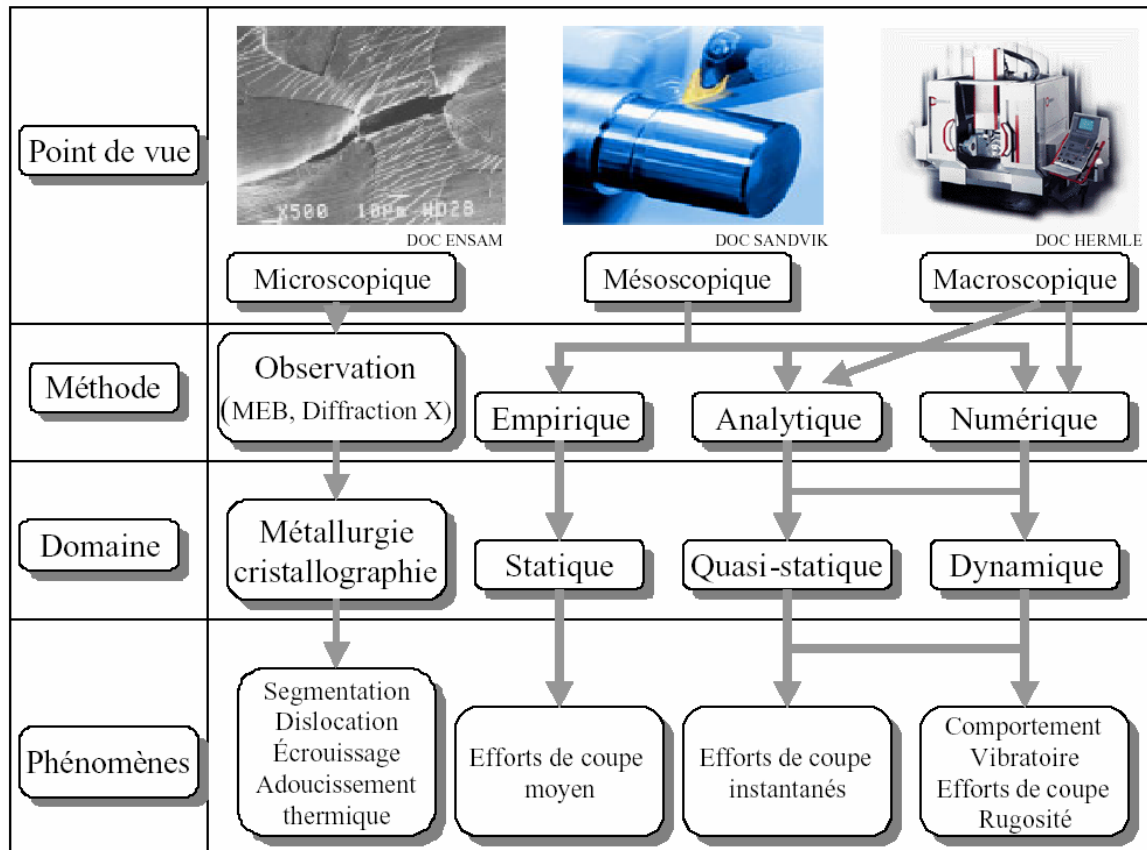 X500 10µm WD28
DOC ENSAM
DOC SANDVIK
DOC HERMLE
Point de vue
Microscopique
Mésoscopique
Macroscopique
Méthode
Observation
(MEB, Diffraction X)
Empirique
Analytique
Numérique
Domaine
Métallurgie
cristallographie
Statique
Quasi-statique
Dynamique
Phénomènes
Segmentation
Dislocation
Écrouissage
Adoucissement
thermique
Efforts de coupe
moyen
Efforts de coupe
instantanés
Comportement
Vibratoire
Efforts de coupe
Rugosité